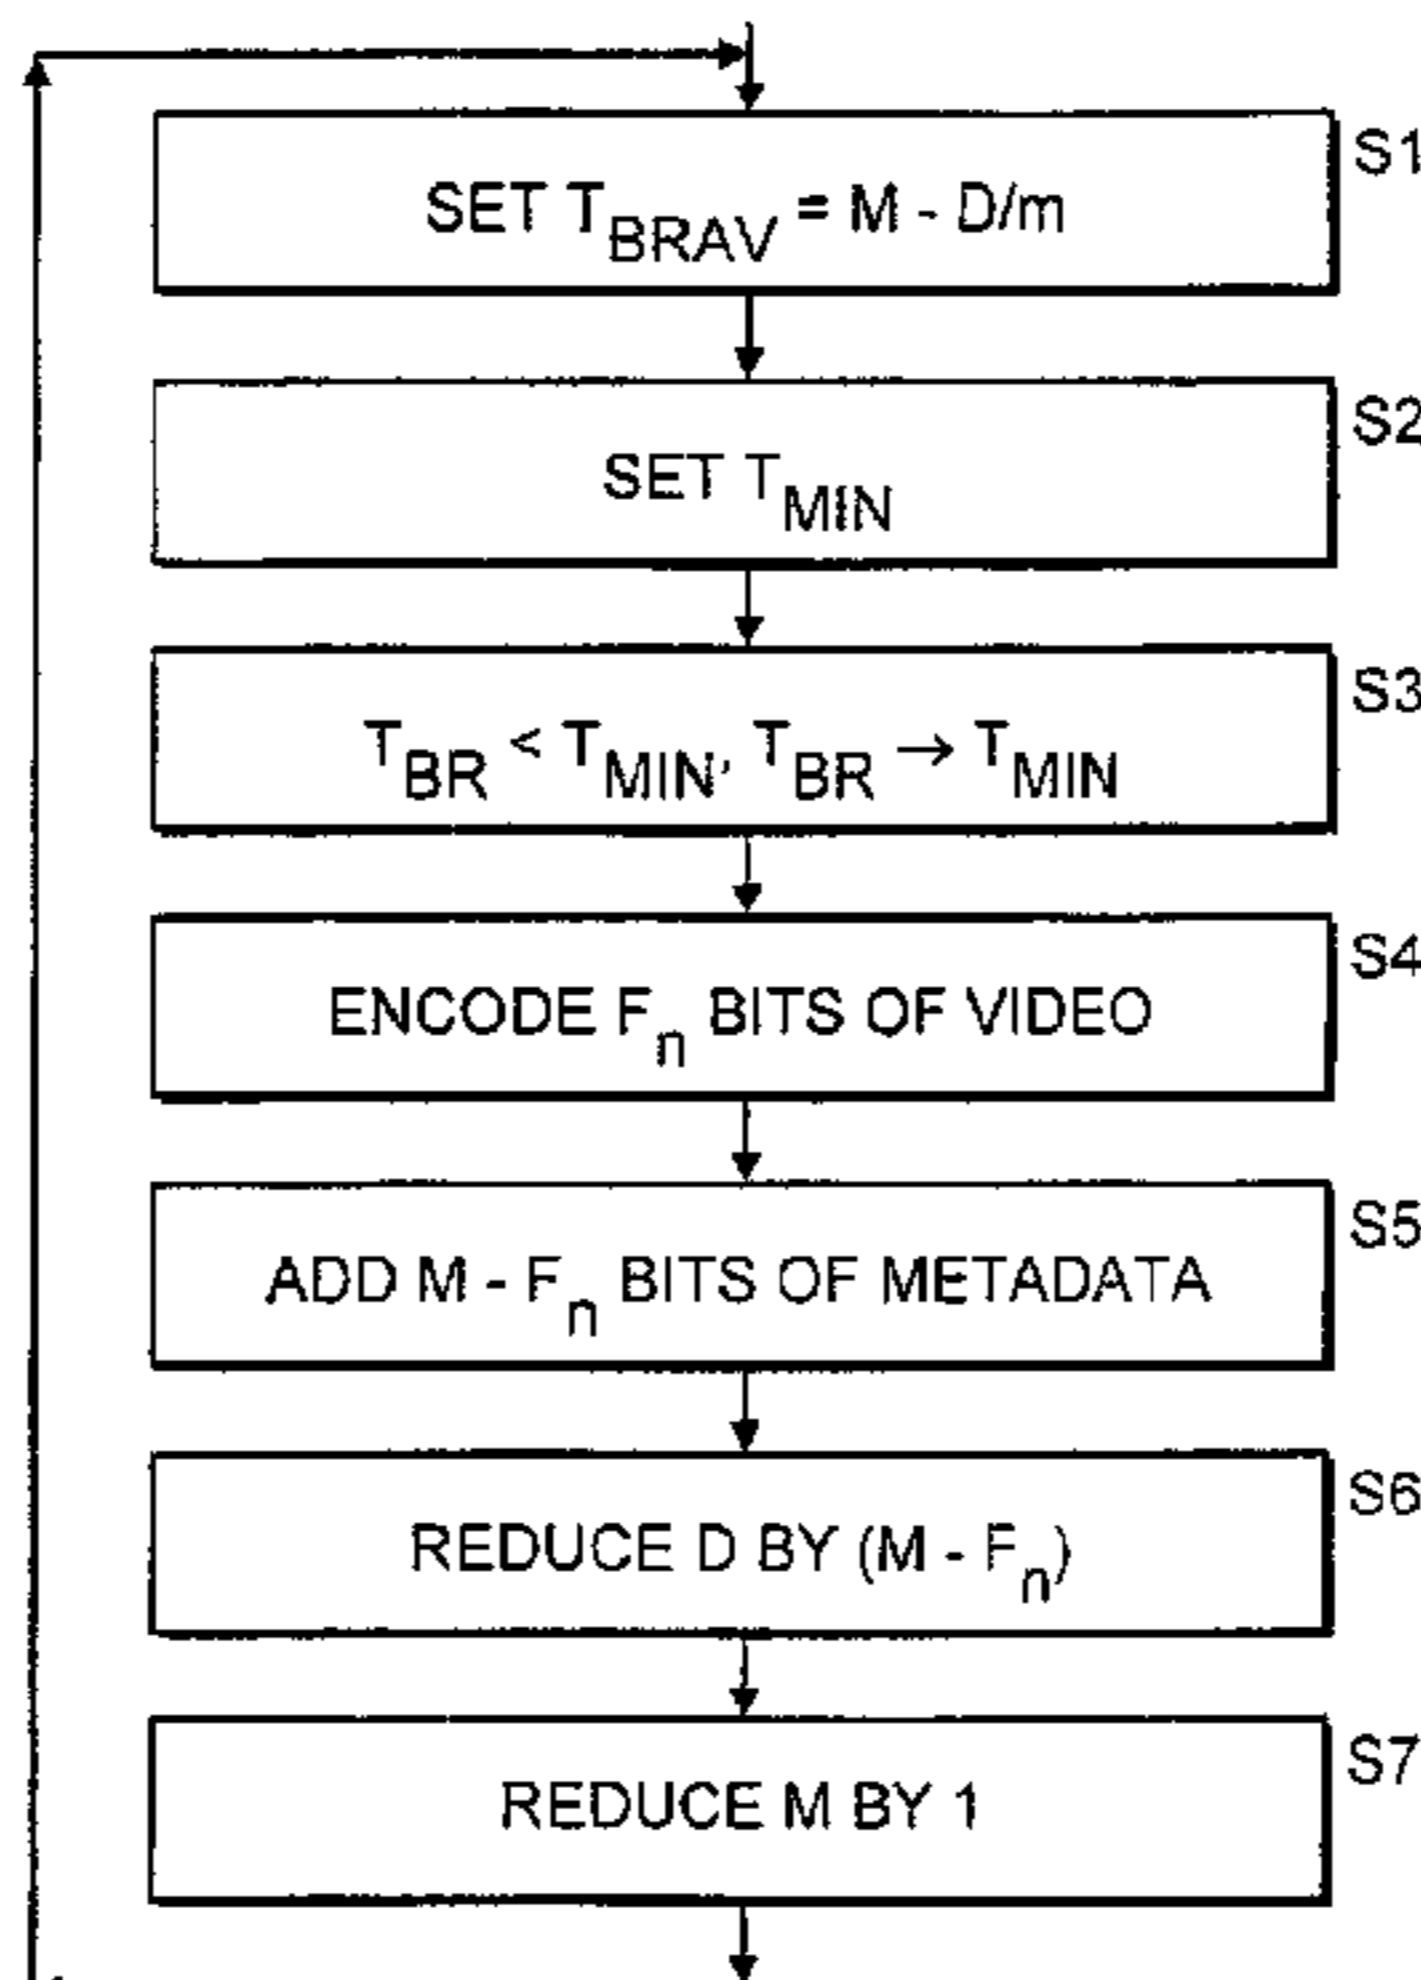 S1
SET T_BRAV = M - D/m
S2
SET T_MIN
S3
T_BR < T_MIN, T_BR → T_MIN
S4
ENCODE F_n BITS OF VIDEO
S5
ADD M - F_n BITS OF METADATA
S6
REDUCE D BY (M - F_n)
S7
REDUCE M BY 1